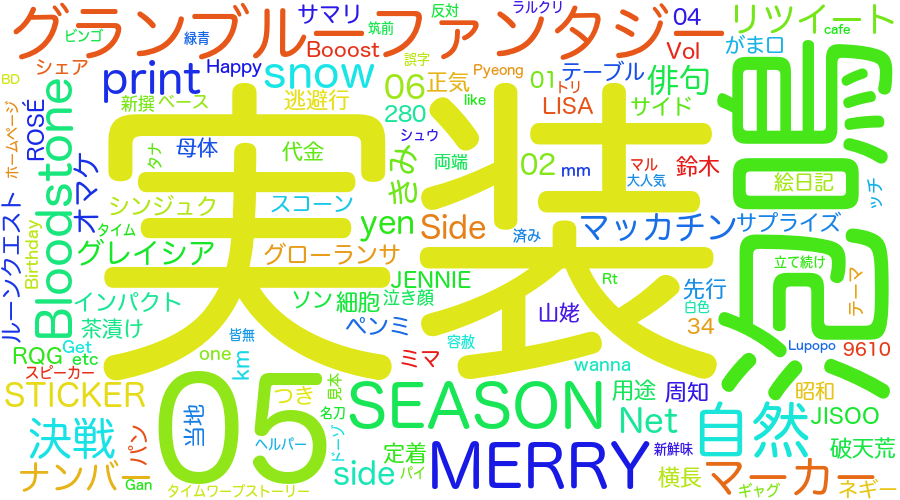 グランブルーファンタジー
サマリ
反対
ラルクリ
04
リツイート
cafe
ビンゴ
緑青
Booost
筑前
誤字
Vol
がま口
BD
シェア
print
Happy
snow
06
正気
Pyeong
01
トリ
テーブル
俳句
新撰
ベース
逃避行
280
like
LISA
サイド
ホームページ
ROSÉ
Bloodstone
オマケ
タナ
母体
代金
シュウ
きみ
両端
02
mm
マル
大人気
鈴木
絵日記
ッチ
実装
黒
ルーンクエスト
Birthday
シンジュク
タイム
スコーン
yen
Side
済み
マッカチン
サプライズ
グレイシア
グローランサ
JENNIE
Rt
立て続け
テーマ
インパクト
ソン
細胞
泣き顔
山姥
先行
白色
茶漬け
皆無
ペンミ
容赦
34
RQG
Get
etc
one
km
ミマ
wanna
Lupopo
9610
スピーカー
STICKER
05
つき
見本
SEASON
用途
周知
昭和
決戦
パン
当地
名刀
Net
自然
JISOO
ヘルパー
ドーソ
定着
MERRY
新鮮味
破天荒
ナンバー
Gan
タイムワープストーリー
side
パイ
横長
マーカー
ギャグ
ネギー